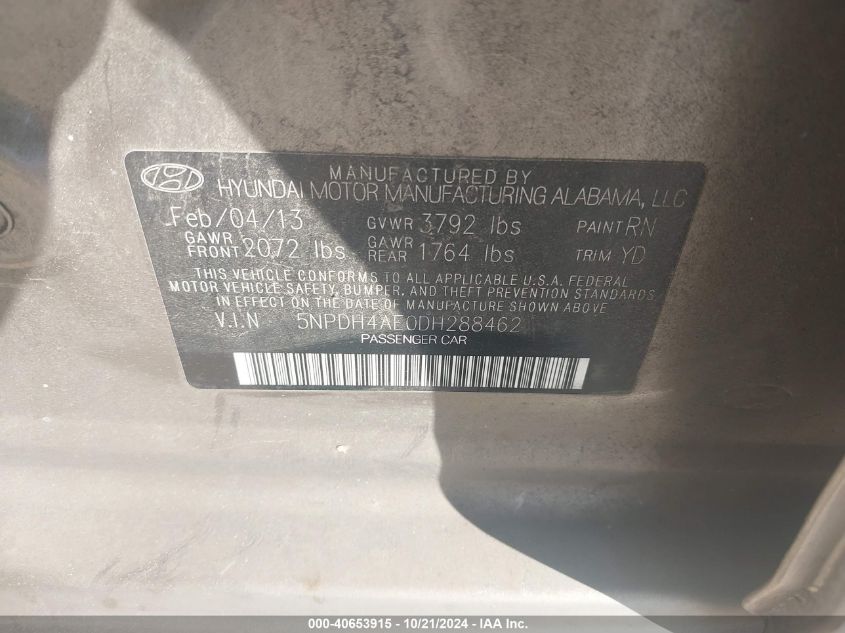 MANUFACTURED BY
HYUNDAI MOTOR MANUFACTURING ALABAMA, LLC
Feb/04/13 GVWR 3792 lbs PAINT RN
GAWR FRONT 2072 lbs GAWR REAR 1764 lbs TRIM YD
THIS VEHICLE CONFORMS TO ALL APPLICABLE U.S.A. FEDERAL
MOTOR VEHICLE SAFETY, BUMPER, AND THEFT PREVENTION STANDARDS
IN EFFECT ON THE DATE OF MANUFACTURE SHOWN ABOVE.
V.I.N 5NPDH4AE0DH288462
PASSENGER CAR
000-40653915 - 10/21/2024 - IAA Inc.